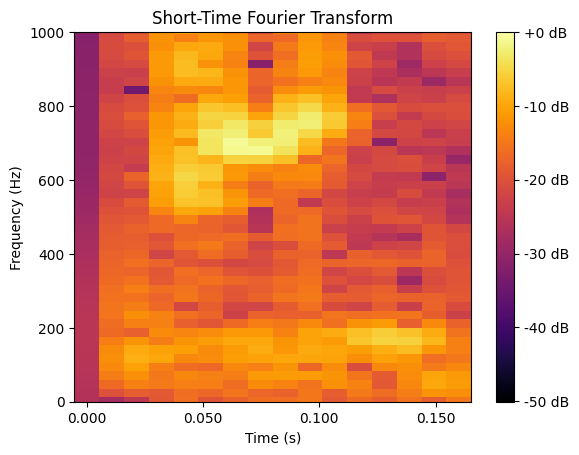 Short-Time Fourier Transform
1000
800
600
400
200
0
Frequency (Hz)
0.000
0.050
0.100
0.150
Time (s)
+0 dB
-10 dB
-20 dB
-30 dB
-40 dB
-50 dB